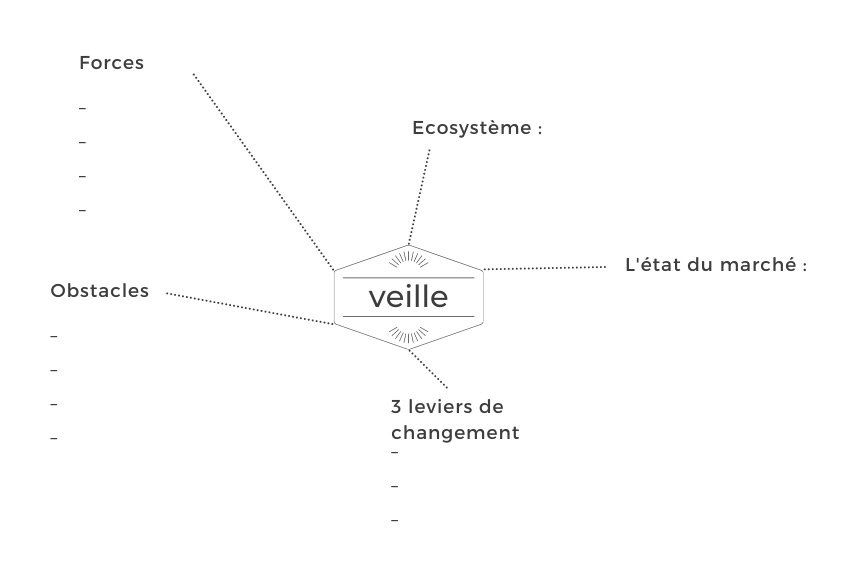 Forces
–
–
–
–
Ecosystème :
L'état du marché :
veille
Obstacles
–
–
–
–
3 leviers de
changement
–
–
–